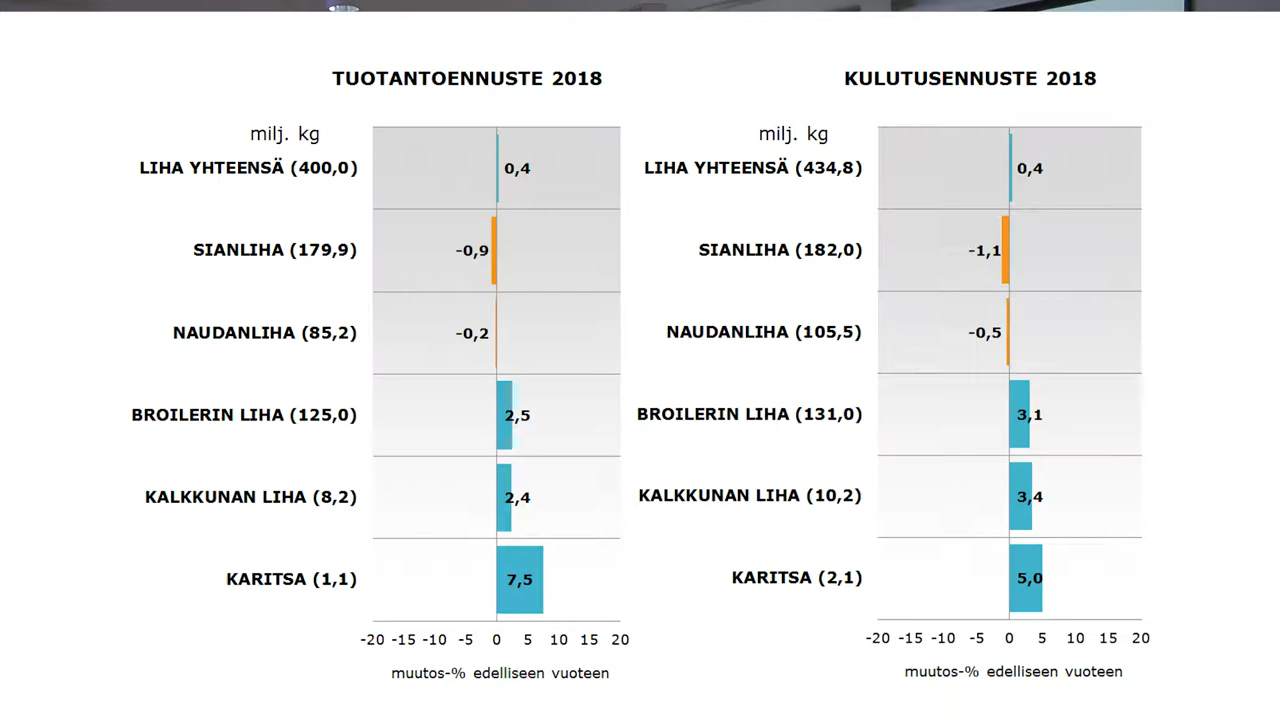 TUOTANTOENNUSTE 2018
milj. kg
LIHA YHTEENSÄ (400,0)
0,4
SIANLIHA (179,9)
-0,9
NAUDANLIHA (85,2)
-0,2
BROILERIN LIHA (125,0)
2,5
KALKKUNAN LIHA (8,2)
2,4
KARITSA (1,1)
7,5
-20 -15 -10 -5 0 5 10 15 20
muutos-% edelliseen vuoteen
KULUTUSENNUSTE 2018
milj. kg
LIHA YHTEENSÄ (434,8)
0,4
SIANLIHA (182,0)
-1,1
NAUDANLIHA (105,5)
-0,5
BROILERIN LIHA (131,0)
3,1
KALKKUNAN LIHA (10,2)
3,4
KARITSA (2,1)
5,0
-20 -15 -10 -5 0 5 10 15 20
muutos-% edelliseen vuoteen